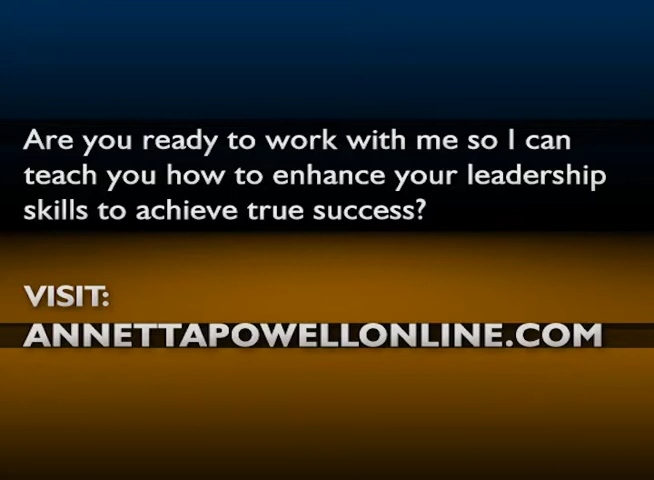 Are you ready to work with me so I can
teach you how to enhance your leadership
skills to achieve true success?
VISIT:
ANNETTAPOWELLONLINE.COM